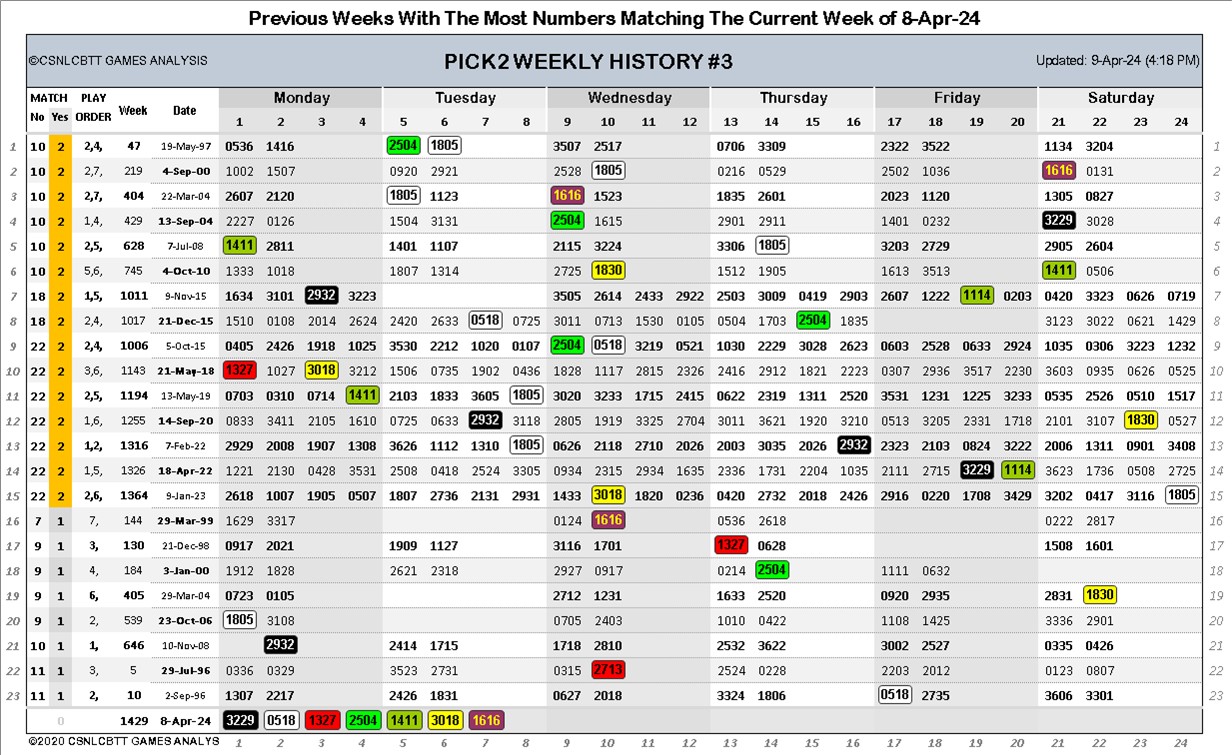 Previous Weeks With The Most Numbers Matching The Current Week of 8-Apr-24
©CSNLCBTT GAMES ANALYSIS PICK2 WEEKLY HISTORY #3 Updated: 9-Apr-24 (4:18 PM)
MATCH PLAY Week Date Monday Tuesday Wednesday Thursday Friday Saturday
No Yes ORDER 1 2 3 4 5 6 7 8 9 10 11 12 13 14 15 16 17 18 19 20 21 22 23 24
1 10 2 2,4, 47 19-May-97 0536 1416 2504 1805 3507 2517 0706 3309 2322 3522 1134 3204 1
2 10 2 2,7, 219 4-Sep-00 1002 1507 0920 2921 2528 1805 0216 0529 2502 1036 1616 0131 2
3 10 2 2,7, 404 22-Mar-04 2607 2120 1805 1123 1616 1523 1835 2601 2023 1120 1305 0827 3
4 10 2 1,4, 429 13-Sep-04 2227 0126 1504 3131 2504 1615 2901 2911 1401 0232 3229 3028 4
5 10 2 2,5, 628 7-Jul-08 1411 2811 1401 1107 2115 3224 3306 1805 3203 2729 2905 2604 5
6 10 2 5,6, 745 4-Oct-10 1333 1018 1807 1314 2725 1830 1512 1905 1613 3513 1411 0506 6
7 18 2 1,5, 1011 9-Nov-15 1634 3101 2932 3223 3505 2614 2433 2922 2503 3009 0419 2903 2607 1222 1114 0203 0420 3323 0626 0719 7
8 18 2 2,4, 1017 21-Dec-15 1510 0108 2014 2624 2420 2633 0518 0725 3011 0713 1530 0105 0504 1703 2504 1835 3123 3022 0621 1429 8
9 22 2 2,4, 1006 5-Oct-15 0405 2426 1918 1025 3530 2212 1020 0107 2504 0518 3219 0521 1030 2229 3028 2623 0603 2528 0633 2924 1035 0306 3223 1232 9
10 22 2 3,6, 1143 21-May-18 1327 1027 3018 3212 1506 0735 1902 0436 1828 1117 2815 2326 2416 2912 1821 2223 0307 2936 3517 2230 3603 0935 0626 0525 10
11 22 2 2,5, 1194 13-May-19 0703 0310 0714 1411 2103 1833 3605 1805 3020 3233 1715 2415 0622 2319 1311 2520 3531 1231 1225 3233 0535 2526 0510 1517 11
12 22 2 1,6, 1255 14-Sep-20 0833 3411 2105 1610 0725 0633 2932 3118 2805 1919 3325 2704 3011 3621 1920 3210 0513 3205 2331 1718 2101 3107 1830 0527 12
13 22 2 1,2, 1316 7-Feb-22 2929 2008 1907 1308 3626 1112 1310 1805 0626 2118 2710 2026 2003 3035 2026 2932 2323 2103 0824 3222 2006 1311 0901 3408 13
14 22 2 1,5, 1326 18-Apr-22 1221 2130 0428 3531 2508 0418 2524 3305 0934 2315 2934 1635 2336 1731 2204 1035 2111 2715 3229 1114 3623 1736 0508 2725 14
15 22 2 2,6, 1364 9-Jan-23 2618 1007 1905 0507 1807 2736 2131 2931 1433 3018 1820 0236 0420 2732 2018 2426 2916 0220 1708 3429 3202 0417 3116 1805 15
16 7 1 7, 144 29-Mar-99 1629 3317 0124 1616 0536 2618 0222 2817 16
17 9 1 3, 130 21-Dec-98 0917 2021 1909 1127 3116 1701 1327 0628 1508 1601 17
18 9 1 4, 184 3-Jan-00 1912 1828 2621 2318 2927 0917 0214 2504 1111 0632 18
19 9 1 6, 405 29-Mar-04 0723 0105 2712 1231 1633 2520 0920 2935 2831 1830 19
20 9 1 2, 539 23-Oct-06 1805 3108 0705 2403 1010 0422 1108 1425 3336 2901 20
21 10 1 1, 646 10-Nov-08 2932 2414 1715 1718 2810 2532 3622 3002 2527 0335 0426 21
22 11 1 3, 5 29-Jul-96 0336 0329 3523 2731 0315 2713 2524 0228 2203 2012 0123 0807 22
23 11 1 2, 10 2-Sep-96 1307 2217 2426 1831 0627 2018 3324 1806 0518 2735 3606 3301 23
0 1429 8-Apr-24 3229 0518 1327 2504 1411 3018 1616
©2020 CSNLCBTT GAMES ANALYS 1 2 3 4 5 6 7 8 9 10 11 12 13 14 15 16 17 18 19 20 21 22 23 24